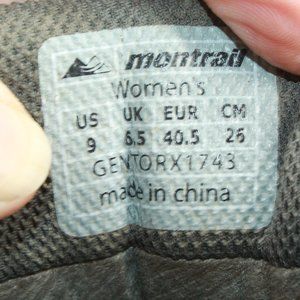 montrail
Women's
US UK EUR CM
9 6.5 40.5 26
GENTORX1743
made in china